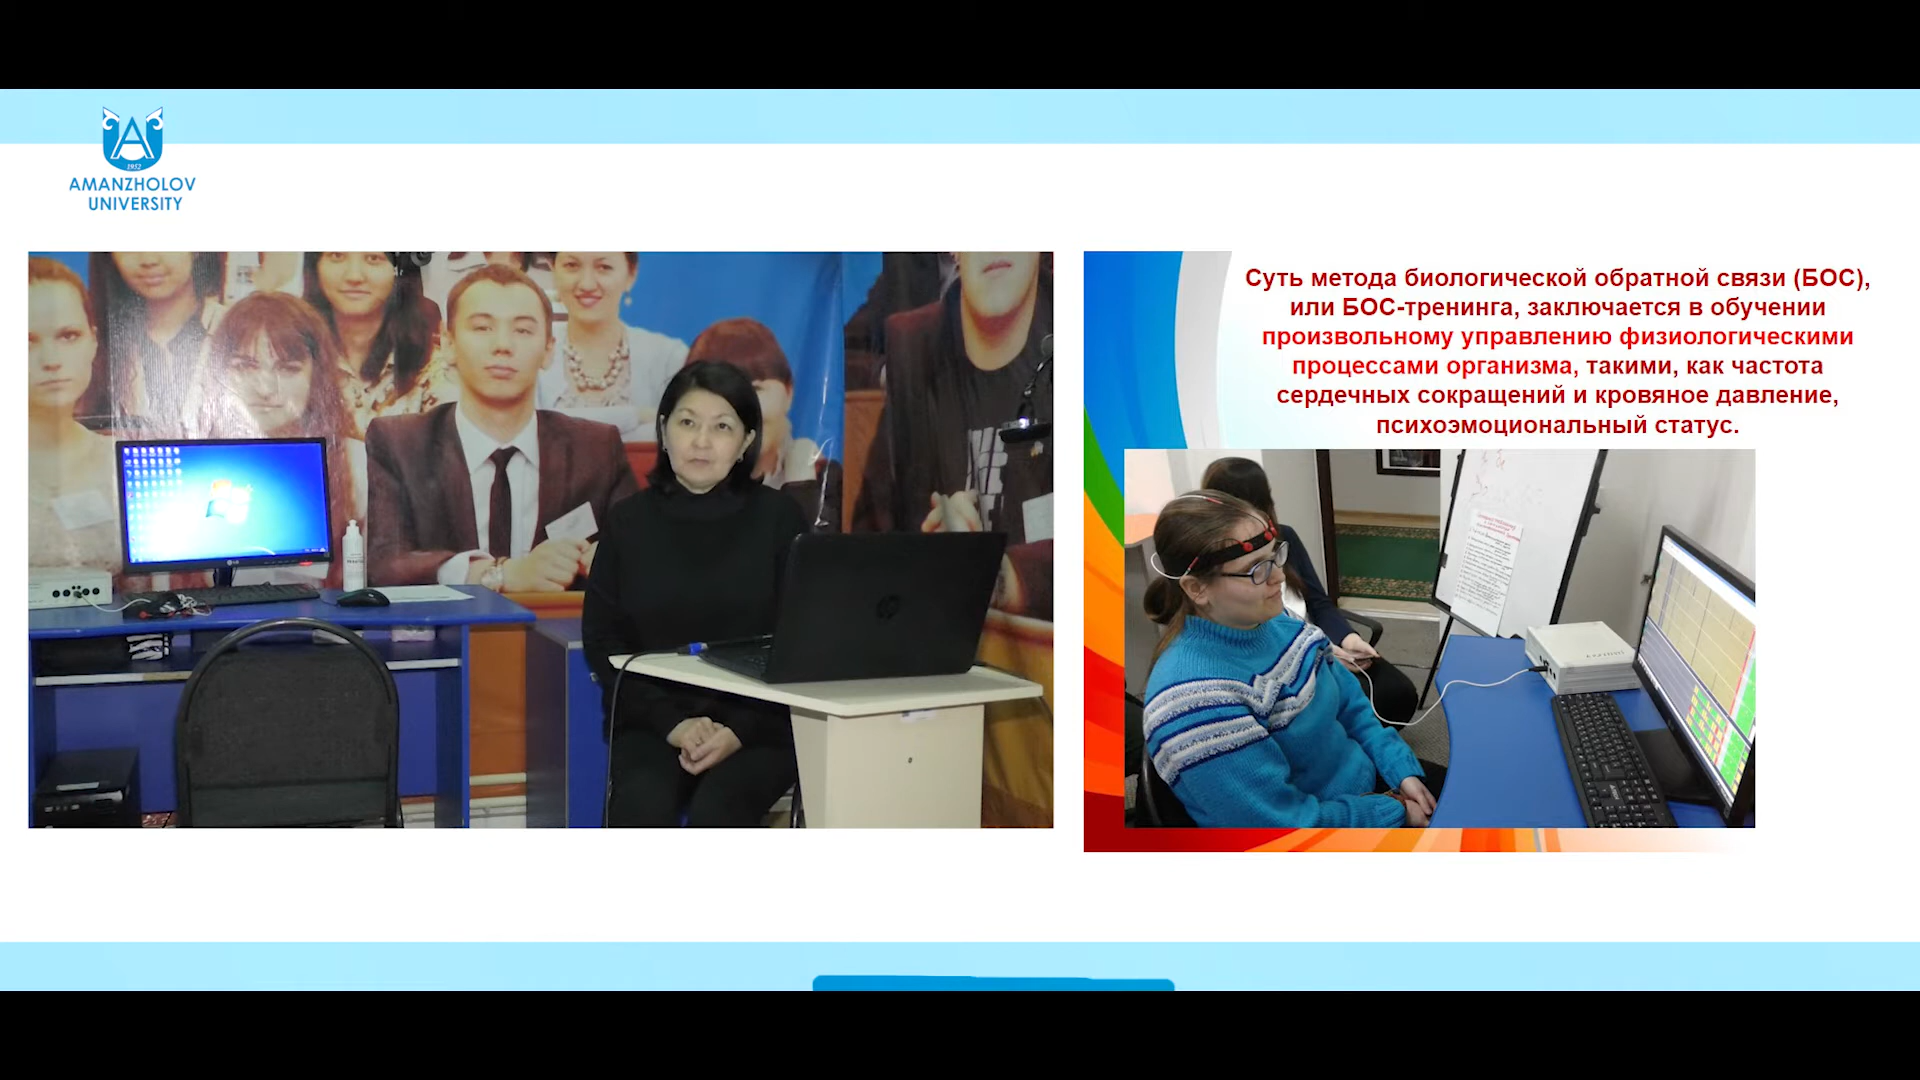 1952
AMANZHOLOV
UNIVERSITY
Суть метода биологической обратной связи (БОС),
или БОС-тренинга, заключается в обучении
произвольному управлению физиологическими
процессами организма, такими, как частота
сердечных сокращений и кровяное давление,
психоэмоциональный статус.